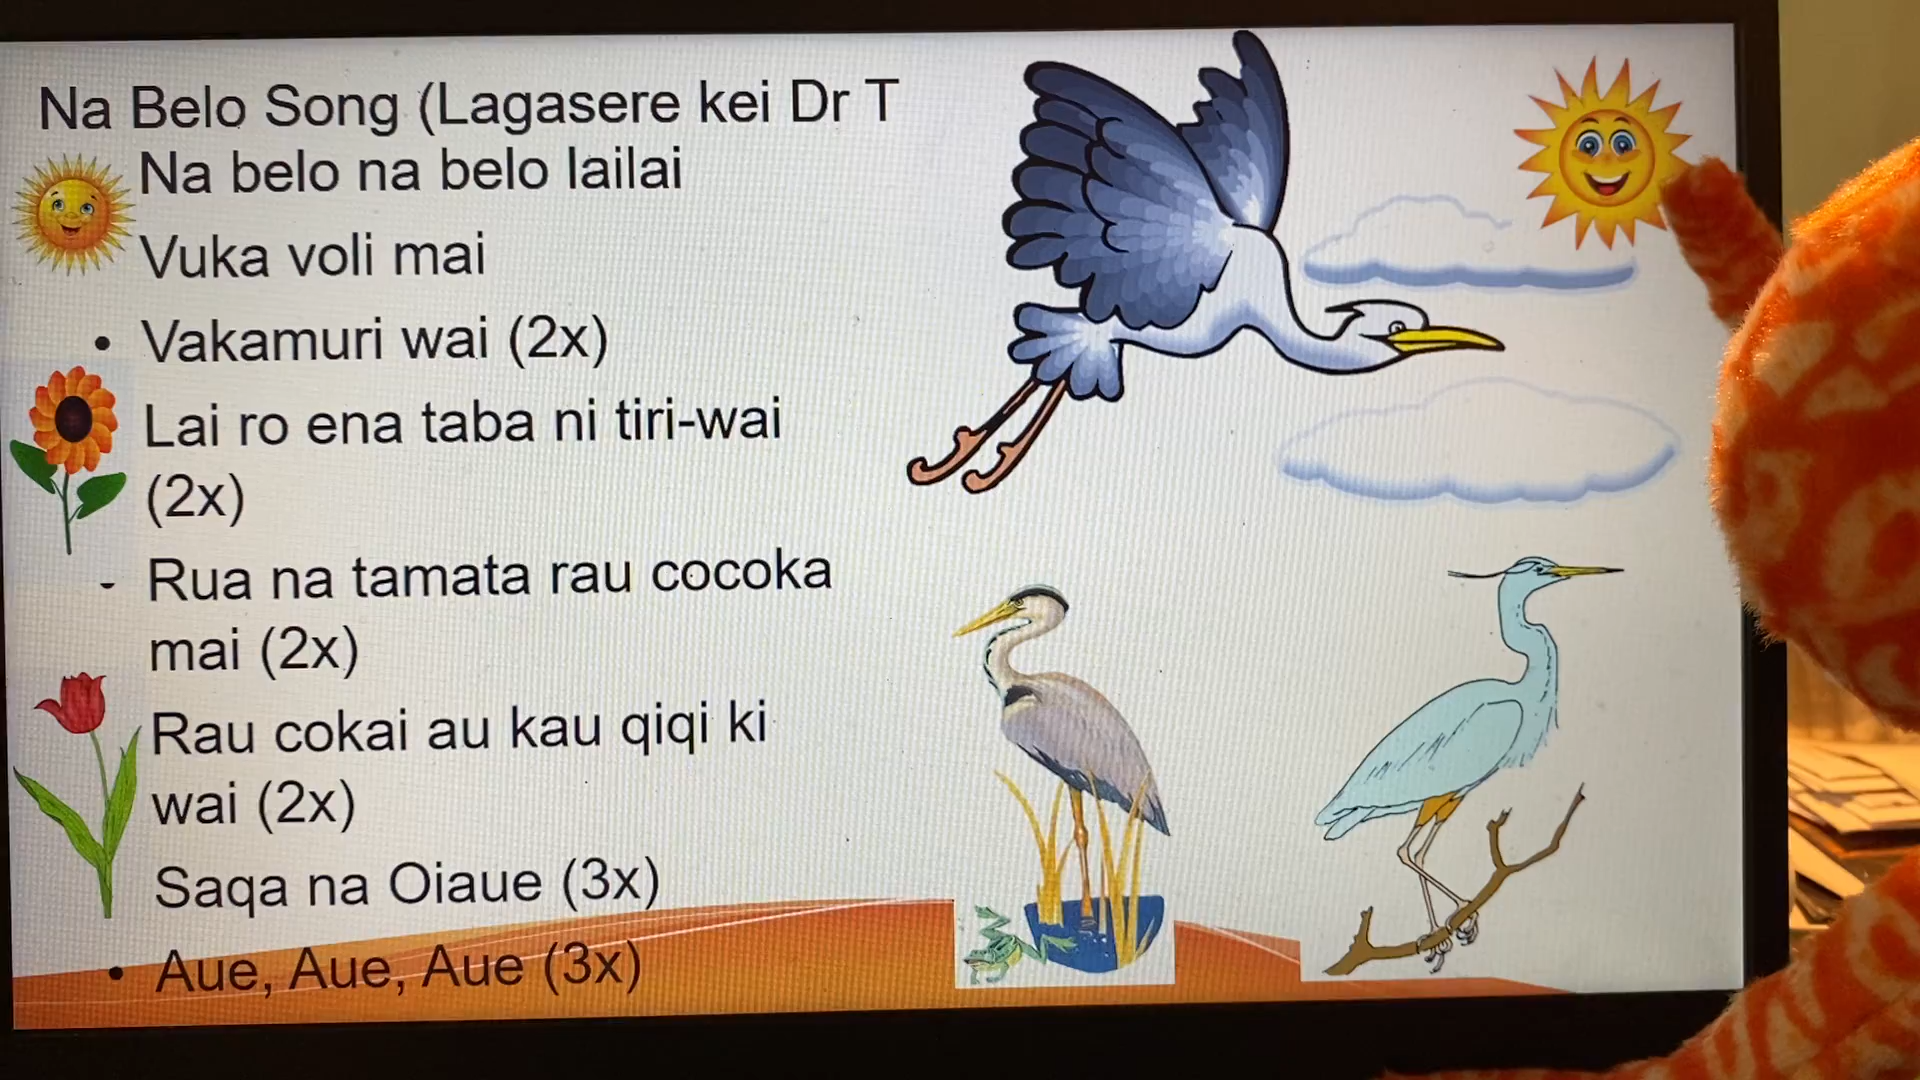 Na Belo Song (Lagasere kei Dr T
Na belo na belo lailai
Vuka voli mai
• Vakamuri wai (2x)
Lai ro ena taba ni tiri-wai
(2x)
- Rua na tamata rau cocoka
mai (2x)
Rau cokai au kau qiqi ki
wai (2x)
Saqa na Oiaue (3x)
• Aue, Aue, Aue (3x)